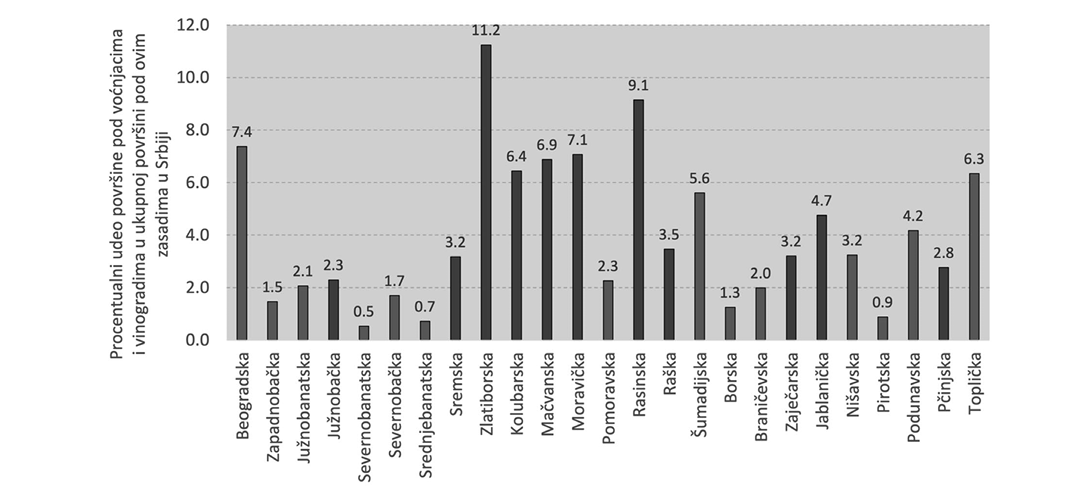 Procentualni udeo površine pod voćnjacima
i vinogradima u ukupnoj površini pod ovim
zasadima u Srbiji
12.0
10.0
8.0
6.0
4.0
2.0
0.0
7.4
1.5
2.1
2.3
0.5
1.7
0.7
3.2
11.2
6.4
6.9
7.1
2.3
9.1
3.5
5.6
1.3
2.0
3.2
4.7
3.2
0.9
4.2
2.8
6.3
Beogradska
Zapadnobačka
Južnobanatska
Južnobačka
Severnobanatska
Severnobačka
Srednjebanatska
Sremska
Zlatiborska
Kolubarska
Mačvanska
Moravička
Pomoravska
Rasinska
Raška
Šumadijska
Borska
Braničevska
Zaječarska
Jablanička
Nišavska
Pirotska
Podunavska
Pčinjska
Toplička